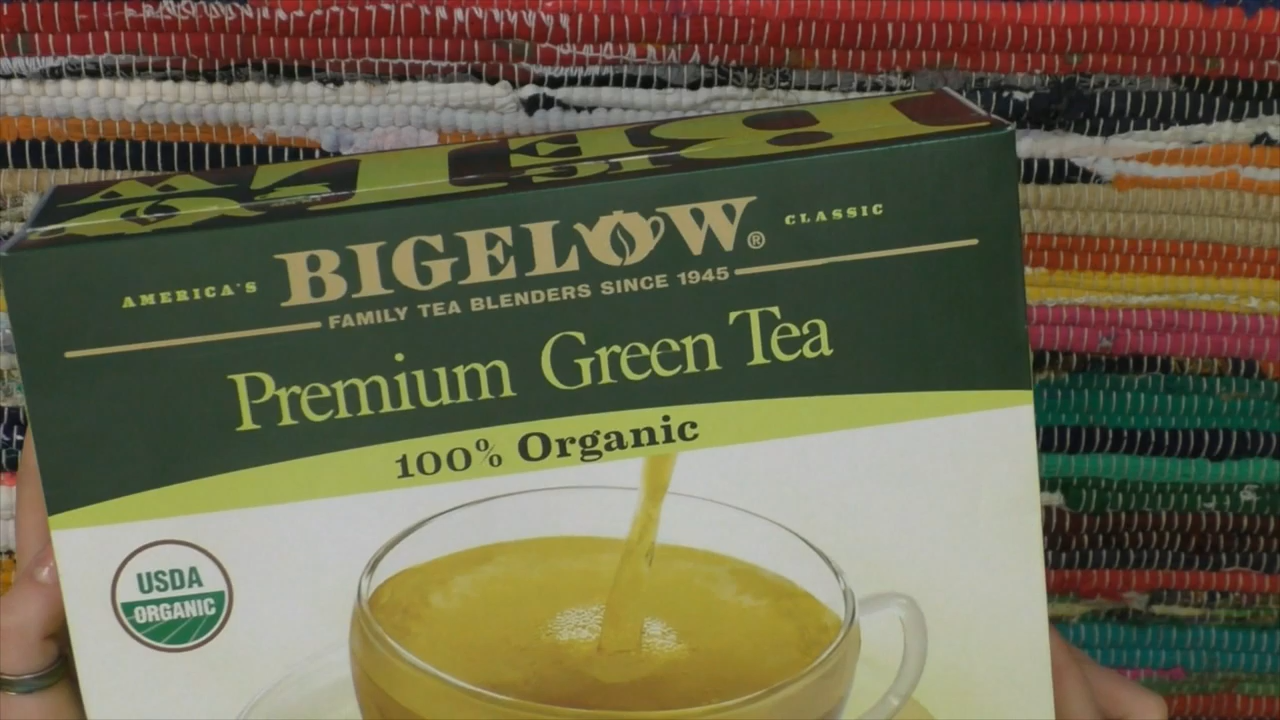 AMERICA'S BIGELOW® CLASSIC
FAMILY TEA BLENDERS SINCE 1945
Premium Green Tea
100% Organic
USDA
ORGANIC